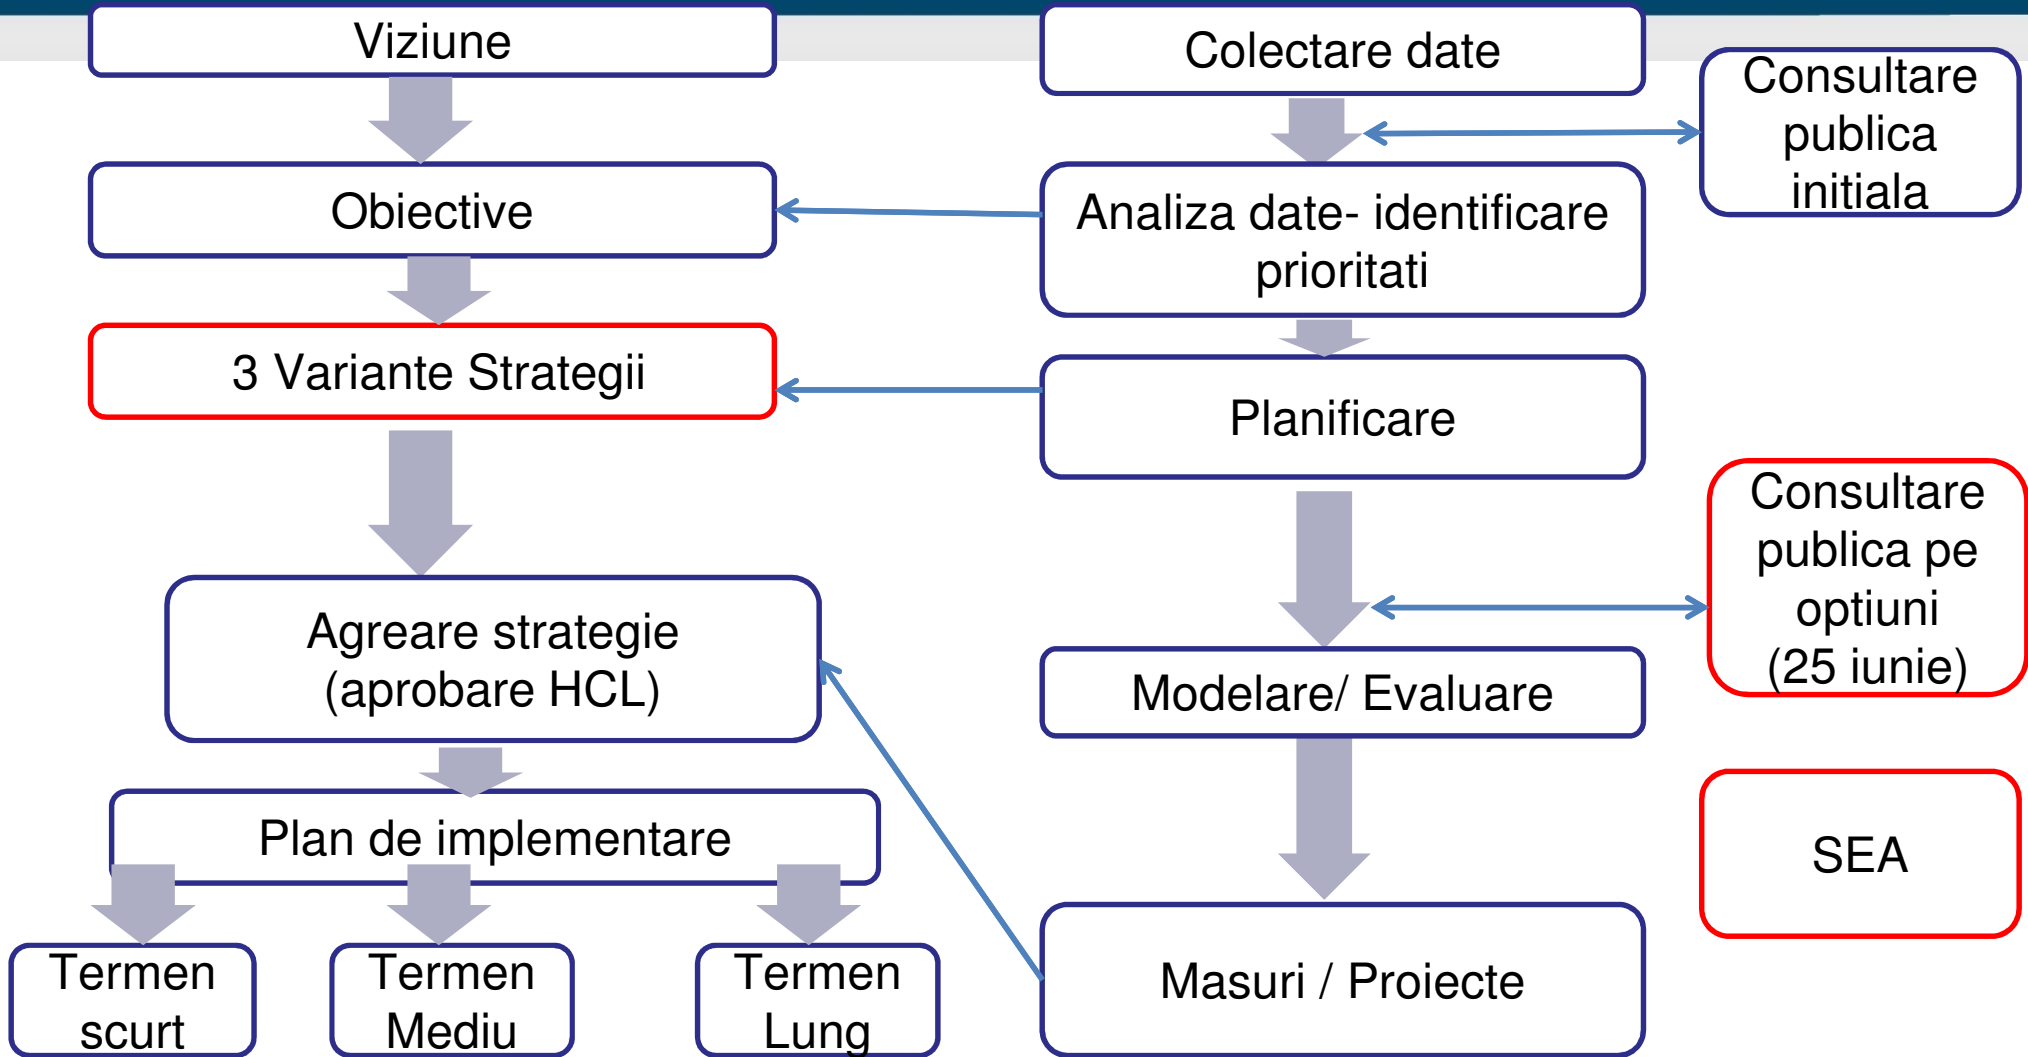 Viziune
Colectare date
Consultare
publica
initiala
Obiective
Analiza date- identificare
prioritati
3 Variante Strategii
Planificare
Consultare
publica pe
optiuni
(25 iunie)
Agreare strategie
(aprobare HCL)
Modelare/ Evaluare
Plan de implementare
SEA
Termen
scurt
Termen
Mediu
Termen
Lung
Masuri / Proiecte